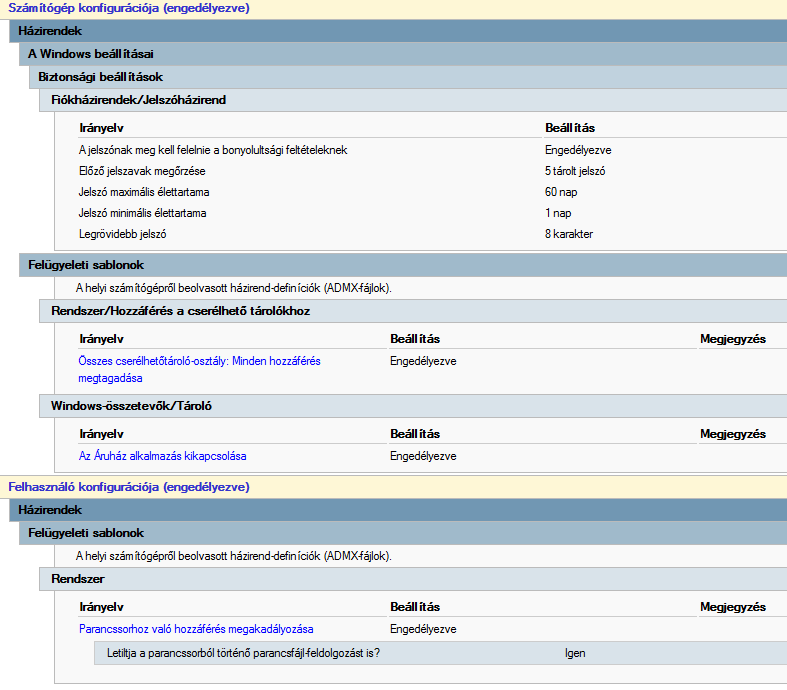 Számítógép konfigurációja (engedélyezve)
Házirendek
A Windows beállításai
Biztonsági beállítások
Fiókházirendek/Jelszóházirend
Irányelv Beállítás
A jelszónak meg kell felelnie a bonyolultsági feltételeknek Engedélyezve
Előző jelszavak megőrzése 5 tárolt jelszó
Jelszó maximális élettartama 60 nap
Jelszó minimális élettartama 1 nap
Legrövidebb jelszó 8 karakter
Felügyeleti sablonok
A helyi számítógépről beolvasott házirend-definíciók (ADMX-fájlok).
Rendszer/Hozzáférés a cserélhető tárolókhoz
Irányelv Beállítás Megjegyzés
Összes cserélhetőtároló-osztály: Minden hozzáférés Engedélyezve
megtagadása
Windows-összetevők/Tároló
Irányelv Beállítás Megjegyzés
Az Áruház alkalmazás kikapcsolása Engedélyezve
Felhasználó konfigurációja (engedélyezve)
Házirendek
Felügyeleti sablonok
A helyi számítógépről beolvasott házirend-definíciók (ADMX-fájlok).
Rendszer
Irányelv Beállítás Megjegyzés
Parancssorhoz való hozzáférés megakadályozása Engedélyezve
Letiltja a parancssorból történő parancsfájl-feldolgozást is? Igen